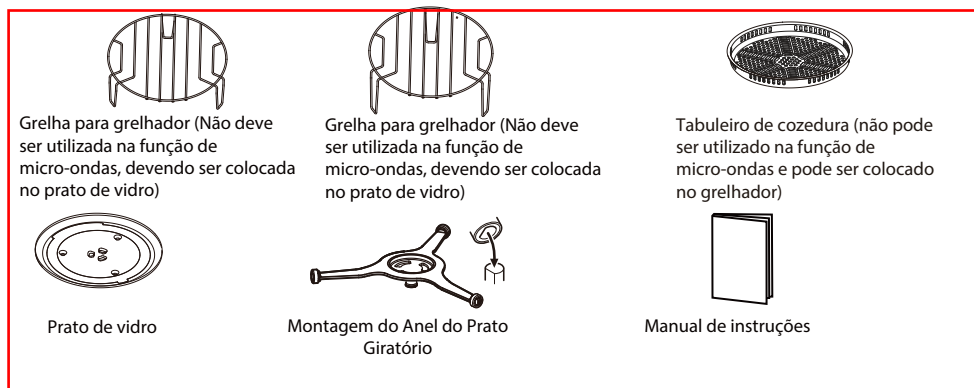 Grelha para grelhador (Não deve
ser utilizada na função de
micro-ondas, devendo ser colocada
no prato de vidro)
Grelha para grelhador (Não deve
ser utilizada na função de
micro-ondas, devendo ser colocada
no prato de vidro)
Tabuleiro de cozedura (não pode
ser utilizado na função de
micro-ondas e pode ser colocado
no grelhador)
Prato de vidro
Montagem do Anel do Prato
Giratório
Manual de instruções